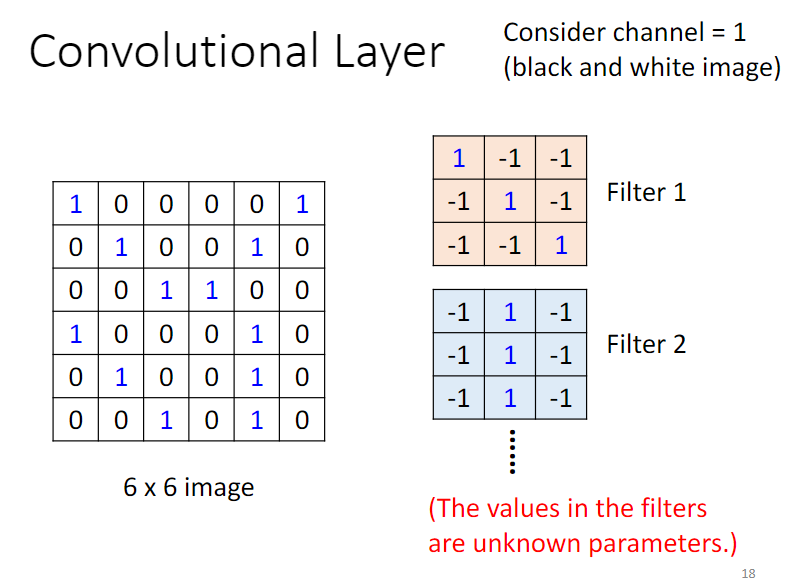 Convolutional Layer
Consider channel = 1
(black and white image)
1 0 0 0 0 1
0 1 0 0 1 0
0 0 1 1 0 0
1 0 0 0 1 0
0 1 0 0 1 0
0 0 1 0 1 0
6 x 6 image
1 -1 -1
-1 1 -1
-1 -1 1
Filter 1
-1 1 -1
-1 1 -1
-1 1 -1
Filter 2
(The values in the filters
are unknown parameters.)
18